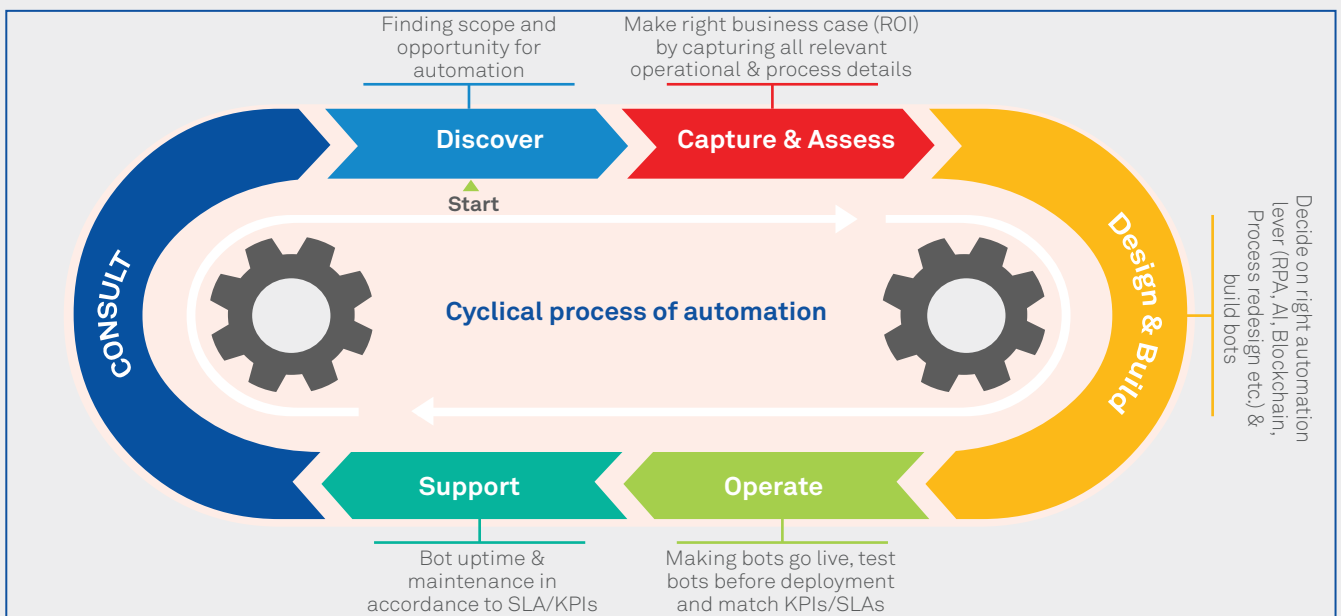 Finding scope and
opportunity for
automation
Make right business case (ROI)
by capturing all relevant
operational & process details
Discover
Capture & Assess
Start
CONSULT
Cyclical process of automation
Design & Build
Decide on right automation
lever (RPA, AI, Blockchain,
Process redesign etc.) &
build bots
Support
Operate
Bot uptime &
maintenance in
accordance to SLA/KPIs
Making bots go live, test
bots before deployment
and match KPIs/SLAs